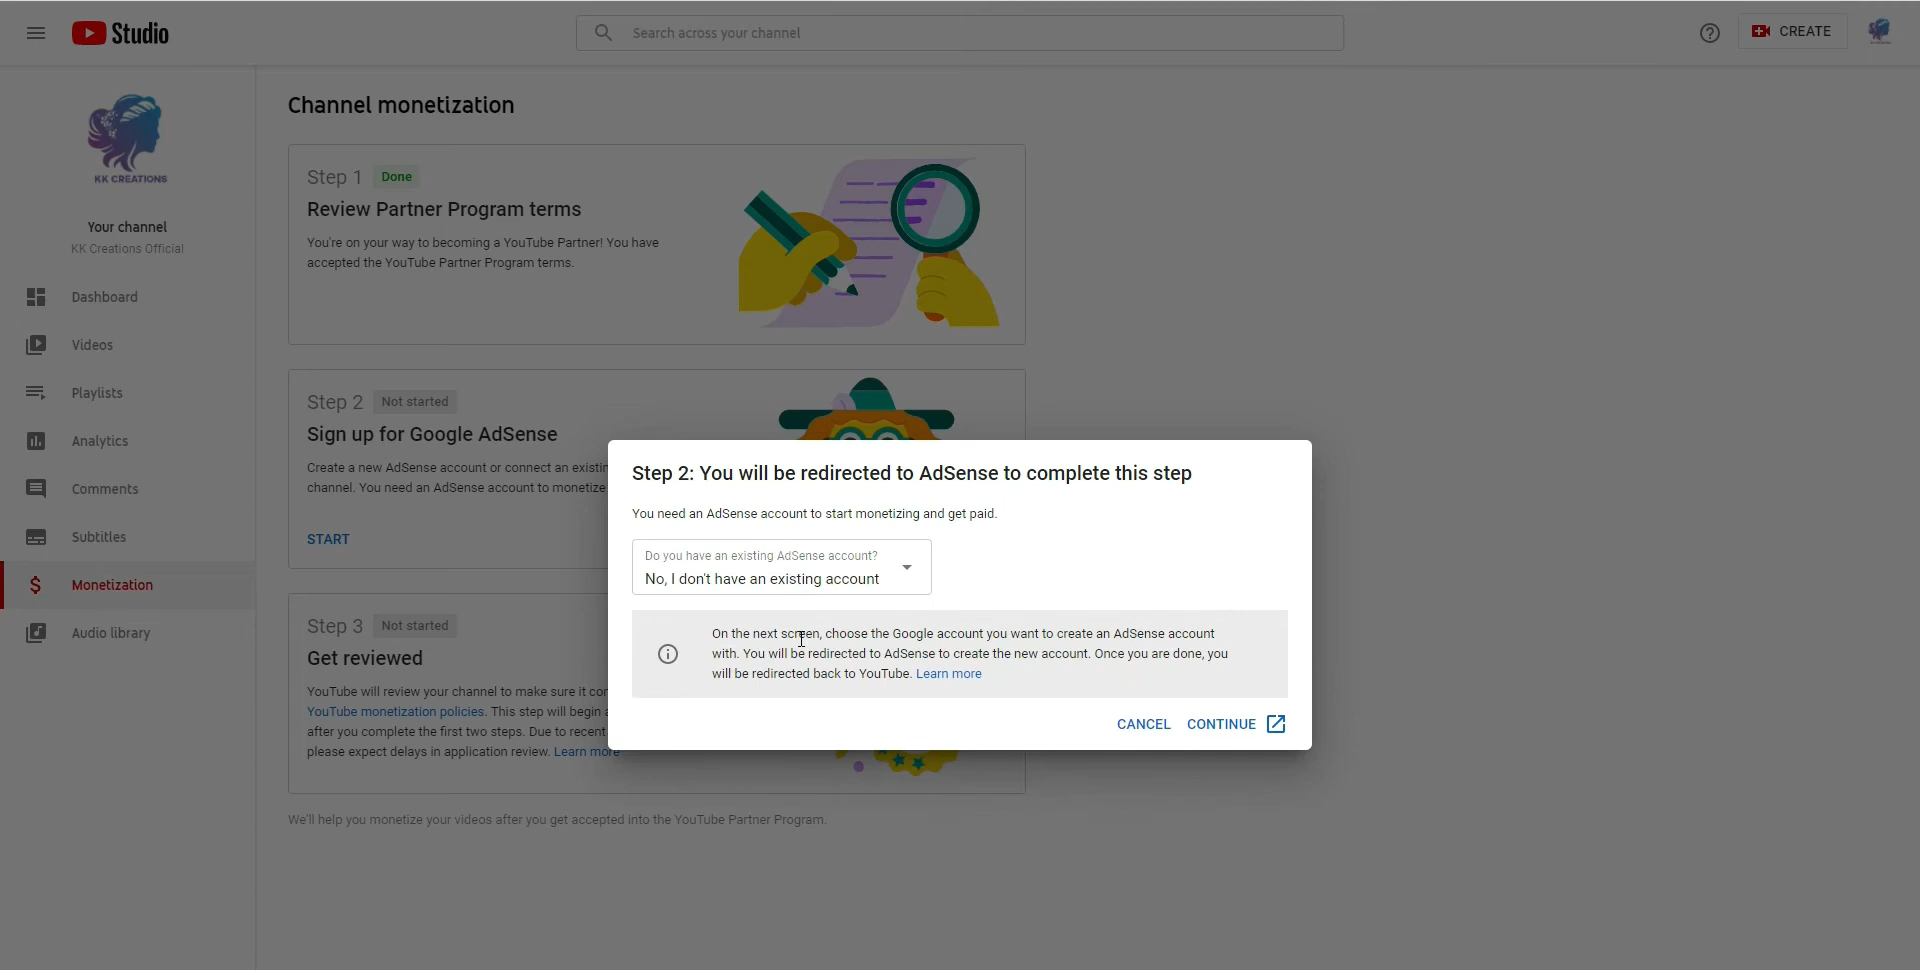 Studio
Search across your channel
CREATE
KK CREATIONS
Your channel
KK Creations Official
Dashboard
Videos
Playlists
Analytics
Comments
Subtitles
Monetization
Audio library
Channel monetization
Step 1 Done
Review Partner Program terms
You're on your way to becoming a YouTube Partner! You have
accepted the YouTube Partner Program terms.
Step 2 Not started
Sign up for Google AdSense
Create a new AdSense account or connect an existin
channel. You need an AdSense account to monetize
START
Step 3 Not started
Get reviewed
YouTube will review your channel to make sure it co
YouTube monetization policies. This step will begin
after you complete the first two steps. Due to recent
please expect delays in application review. Learn more
We'll help you monetize your videos after you get accepted into the YouTube Partner Program.
Step 2: You will be redirected to AdSense to complete this step
You need an AdSense account to start monetizing and get paid.
Do you have an existing AdSense account?
No, I don't have an existing account
On the next screen, choose the Google account you want to create an AdSense account
with. You will be redirected to AdSense to create the new account. Once you are done, you
will be redirected back to YouTube. Learn more
CANCEL CONTINUE